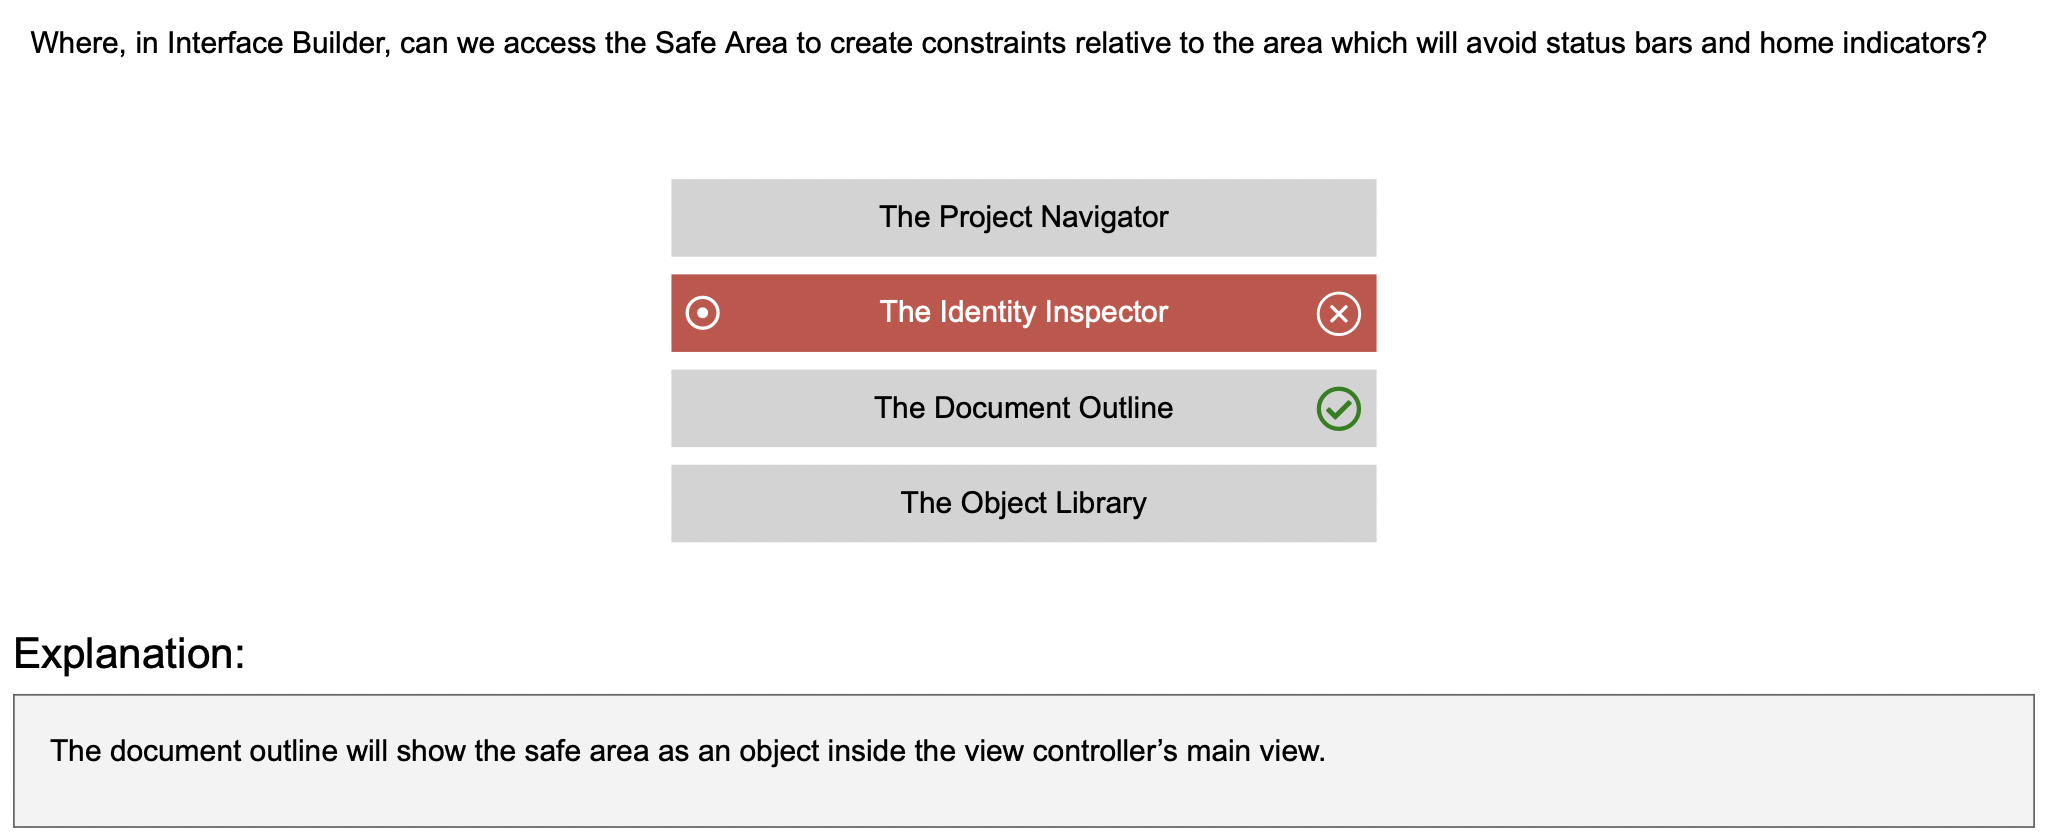 Where, in Interface Builder, can we access the Safe Area to create constraints relative to the area which will avoid status bars and home indicators?
The Project Navigator
The Identity Inspector
The Document Outline
The Object Library
Explanation:
The document outline will show the safe area as an object inside the view controller’s main view.